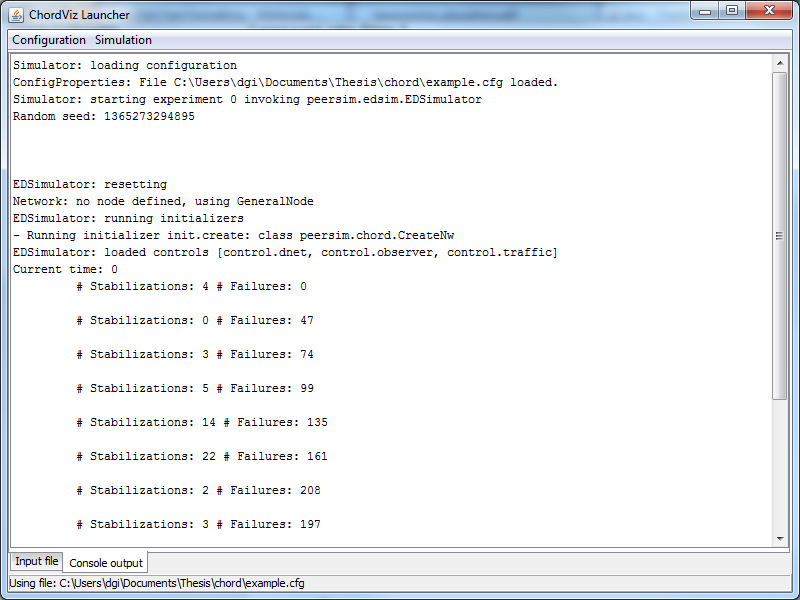 ChordViz Launcher
Configuration Simulation
Simulator: loading configuration
ConfigProperties: File C:\Users\dgi\Documents\Thesis\chord\example.cfg loaded.
Simulator: starting experiment 0 invoking peersim.edsim.EDSimulator
Random seed: 1365273294895
EDSimulator: resetting
Network: no node defined, using GeneralNode
EDSimulator: running initializers
- Running initializer init.create: class peersim.chord.CreateNw
EDSimulator: loaded controls [control.dnet, control.observer, control.traffic]
Current time: 0
# Stabilizations: 4 # Failures: 0
# Stabilizations: 0 # Failures: 47
# Stabilizations: 3 # Failures: 74
# Stabilizations: 5 # Failures: 99
# Stabilizations: 14 # Failures: 135
# Stabilizations: 22 # Failures: 161
# Stabilizations: 2 # Failures: 208
# Stabilizations: 3 # Failures: 197
Input file Console output
Using file: C:\Users\dgi\Documents\Thesis\chord\example.cfg